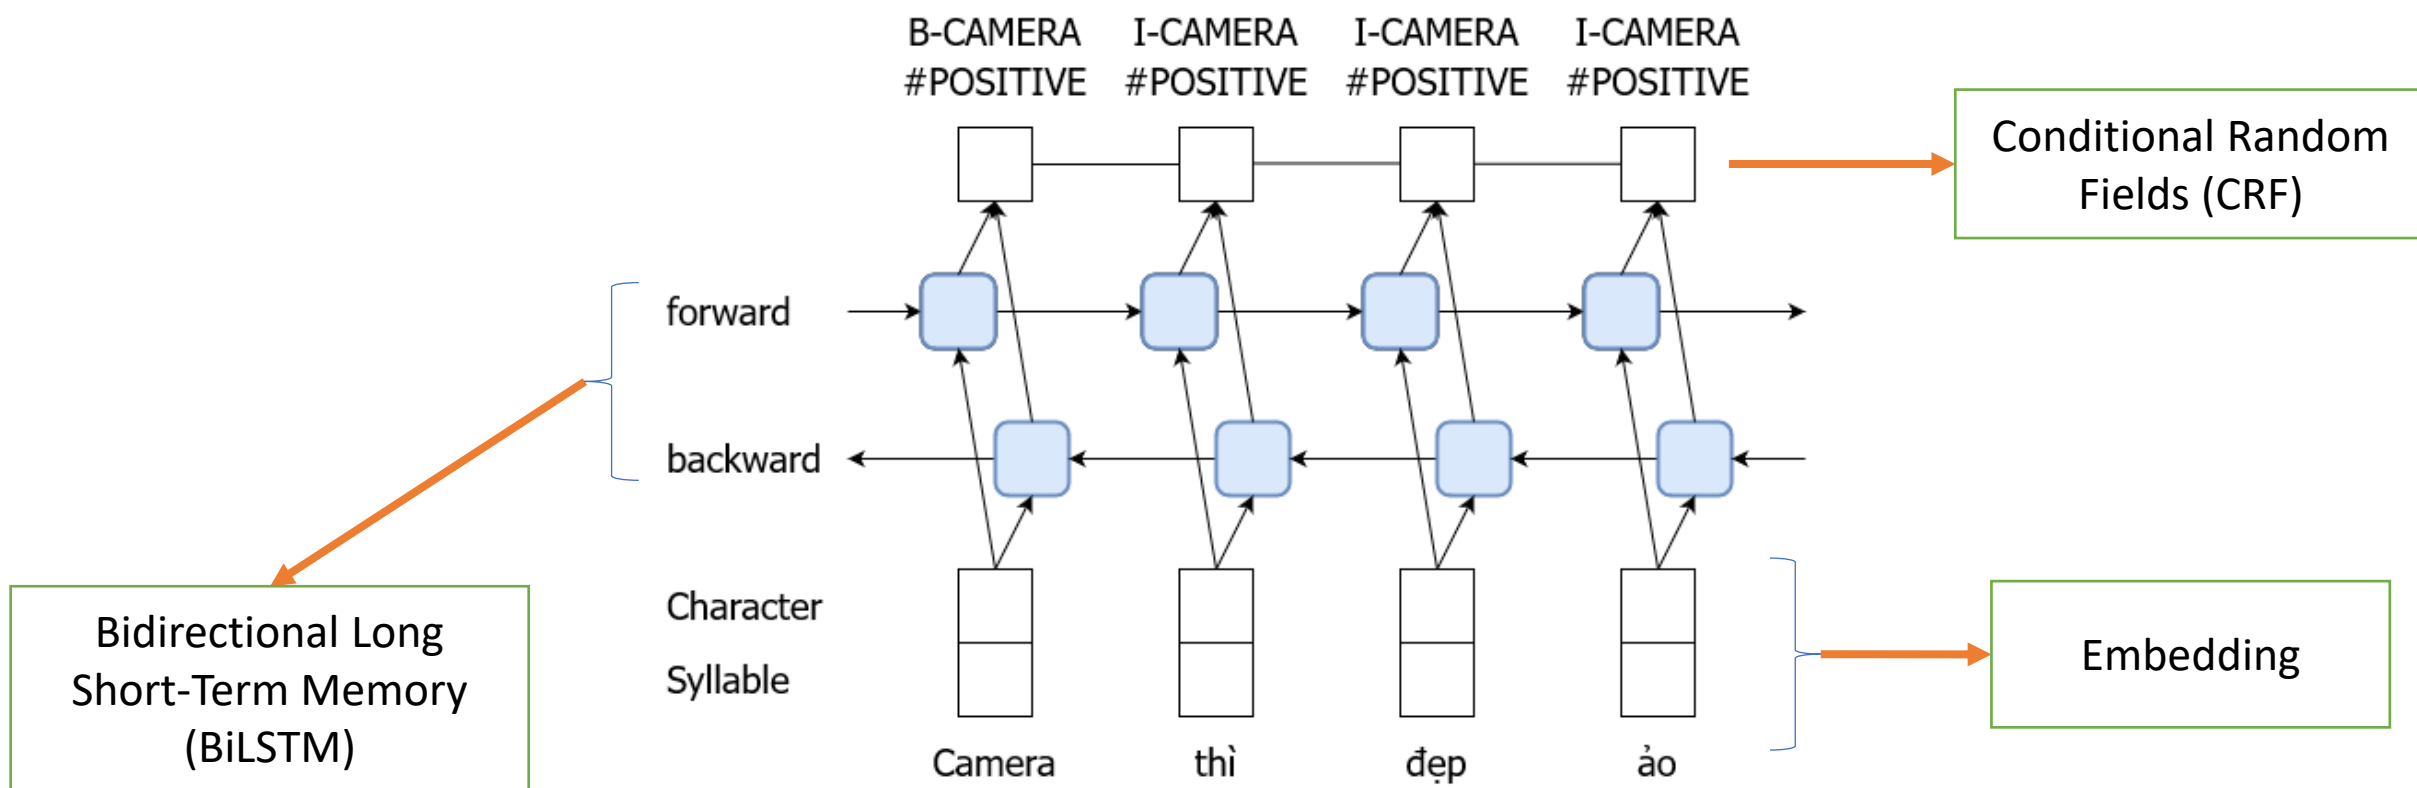 B-CAMERA I-CAMERA I-CAMERA I-CAMERA
#POSITIVE #POSITIVE #POSITIVE #POSITIVE
Conditional Random
Fields (CRF)
forward
backward
Bidirectional Long
Short-Term Memory
(BiLSTM)
Character
Syllable
Embedding
Camera thì đẹp ảo